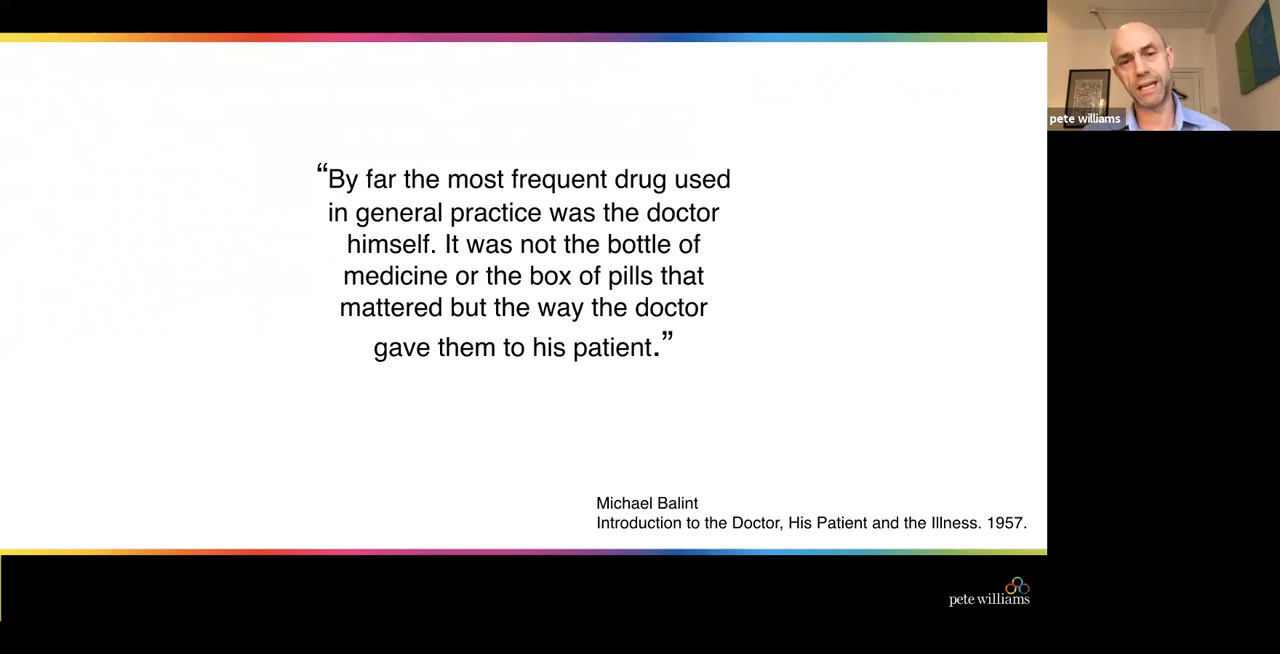 pete williams
“By far the most frequent drug used
in general practice was the doctor
himself. It was not the bottle of
medicine or the box of pills that
mattered but the way the doctor
gave them to his patient.”
Michael Balint
Introduction to the Doctor, His Patient and the Illness. 1957.
pete williams